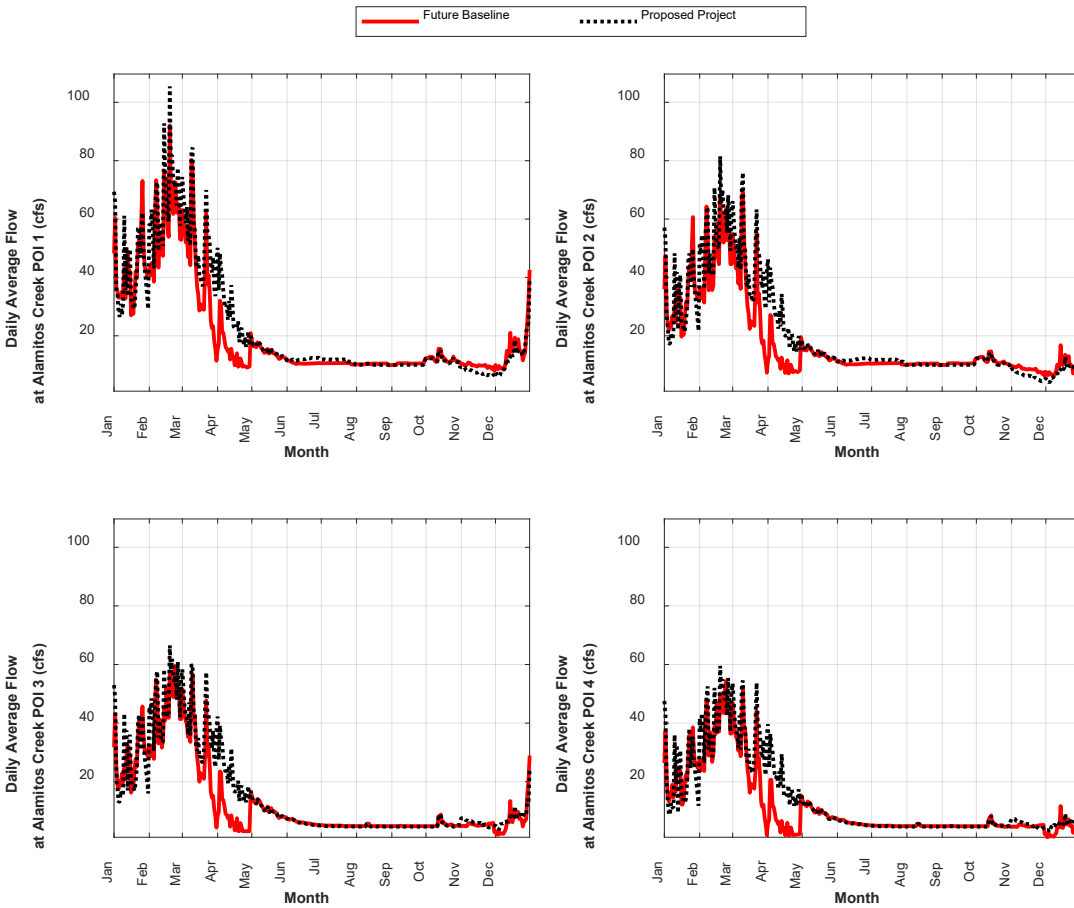 Future Baseline Proposed Project
100
80
60
40
20
Daily Average Flow
at Alamitos Creek POI 1 (cfs)
Jan Feb Mar Apr May Jun Jul Aug Sep Oct Nov Dec
Month
100
80
60
40
20
Daily Average Flow
at Alamitos Creek POI 2 (cfs)
Jan Feb Mar Apr May Jun Jul Aug Sep Oct Nov Dec
Month
100
80
60
40
20
Daily Average Flow
at Alamitos Creek POI 3 (cfs)
Jan Feb Mar Apr May Jun Jul Aug Sep Oct Nov Dec
Month
100
80
60
40
20
Daily Average Flow
at Alamitos Creek POI 4 (cfs)
Jan Feb Mar Apr May Jun Jul Aug Sep Oct Nov Dec
Month